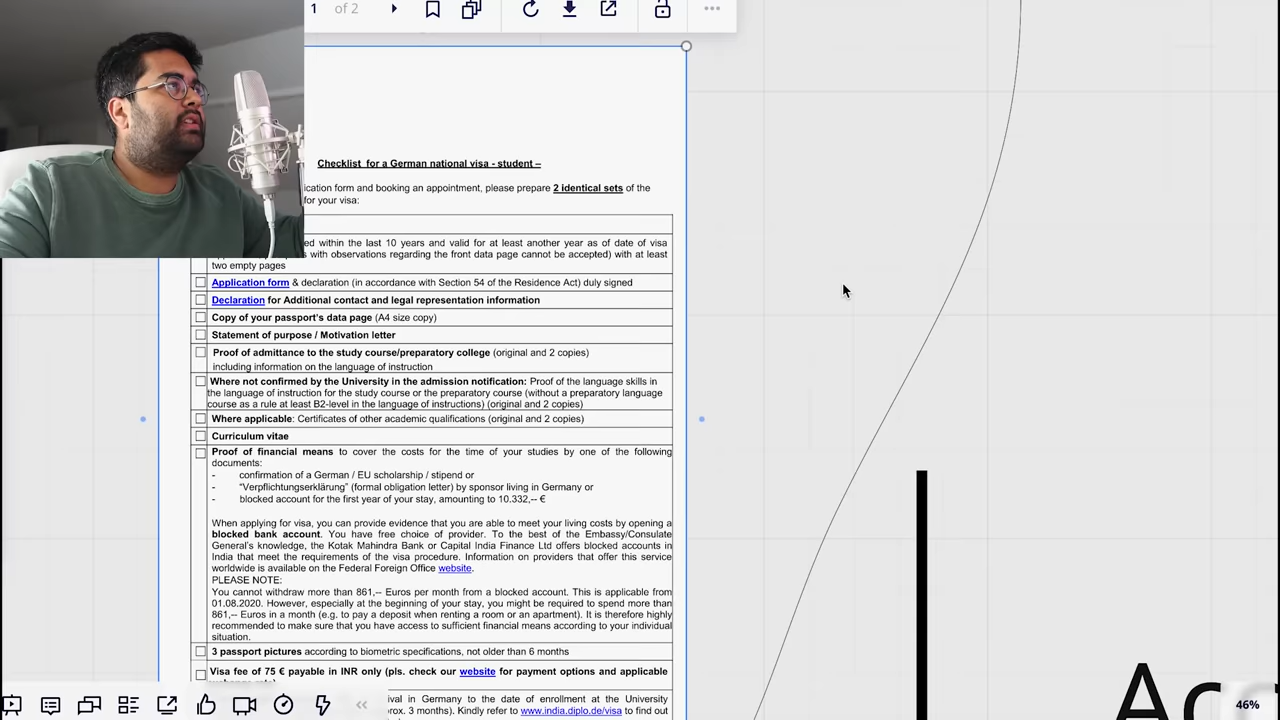 1 of 2
Checklist for a German national visa - student –
ication form and booking an appointment, please prepare 2 identical sets of the
for your visa:
ed within the last 10 years and valid for at least another year as of date of visa
s with observations regarding the front data page cannot be accepted) with at least
two empty pages
Application form & declaration (in accordance with Section 54 of the Residence Act) duly signed
Declaration for Additional contact and legal representation information
Copy of your passport's data page (A4 size copy)
Statement of purpose / Motivation letter
Proof of admittance to the study course/preparatory college (original and 2 copies)
including information on the language of instruction
Where not confirmed by the University in the admission notification: Proof of the language skills in
the language of instruction for the study course or the preparatory course (without a preparatory language
course as a rule at least B2-level in the language of instructions) (original and 2 copies)
Where applicable: Certificates of other academic qualifications (original and 2 copies)
Curriculum vitae
Proof of financial means to cover the costs for the time of your studies by one of the following
documents:
- confirmation of a German / EU scholarship / stipend or
- “Verpflichtungserklärung” (formal obligation letter) by sponsor living in Germany or
- blocked account for the first year of your stay, amounting to 10.332,-- €
When applying for visa, you can provide evidence that you are able to meet your living costs by opening a
blocked bank account. You have free choice of provider. To the best of the Embassy/Consulate
General’s knowledge, the Kotak Mahindra Bank or Capital India Finance Ltd offers blocked accounts in
India that meet the requirements of the visa procedure. Information on providers that offer this service
worldwide is available on the Federal Foreign Office website.
PLEASE NOTE:
You cannot withdraw more than 861,-- Euros per month from a blocked account. This is applicable from
01.08.2020. However, especially at the beginning of your stay, you might be required to spend more than
861,-- Euros in a month (e.g. to pay a deposit when renting a room or an apartment). It is therefore highly
recommended to make sure that you have access to sufficient financial means according to your individual
situation.
3 passport pictures according to biometric specifications, not older than 6 months
Visa fee of 75 € payable in INR only (pls. check our website for payment options and applicable
ival in Germany to the date of enrollment at the University
rox. 3 months). Kindly refer to www.india.diplo.de/visa to find out
Ac
46%